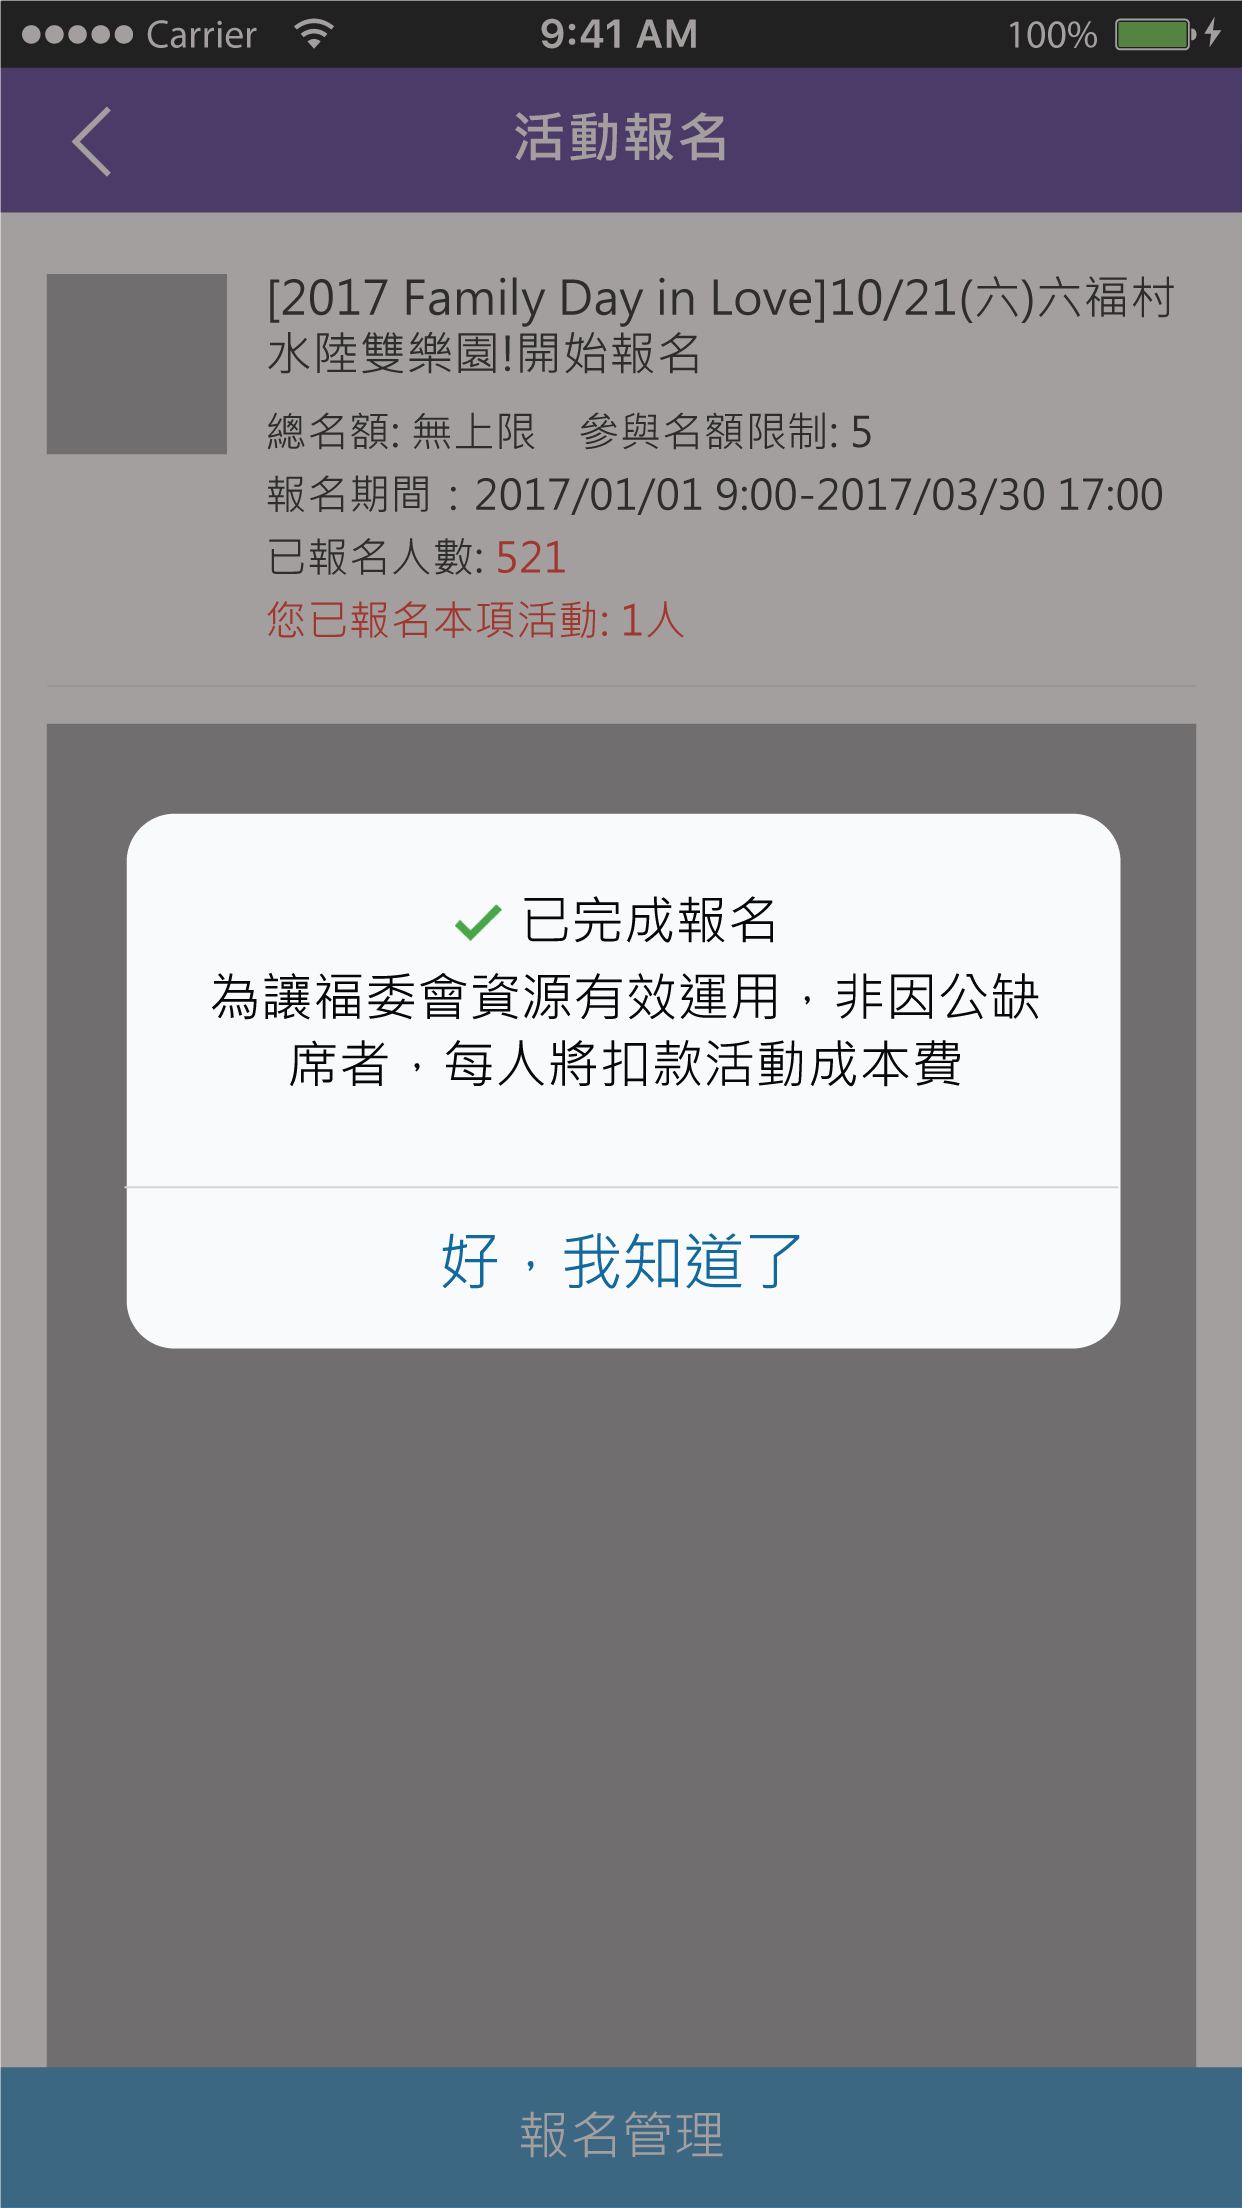 Carrier 9:41 AM 100%
活動報名
[2017 Family Day in Love]10/21(六)六福村
水陸雙樂園!開始報名
總名額: 無上限 參與名額限制: 5
報名期間：2017/01/01 9:00-2017/03/30 17:00
已報名人數: 521
您已報名本項活動: 1人
已完成報名
為讓福委會資源有效運用，非因公缺
席者，每人將扣款活動成本費
好，我知道了
報名管理